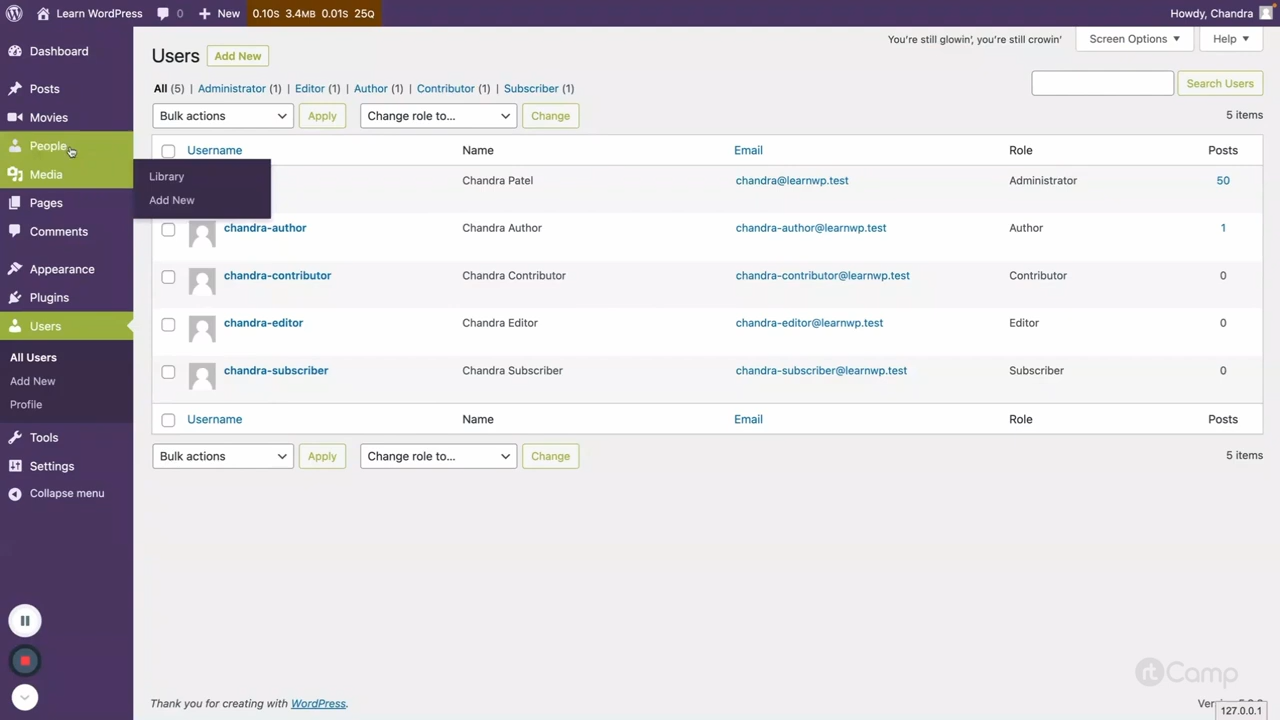 Learn WordPress 0 New 0.10s 3.4MB 0.01s 25Q Howdy, Chandra
Dashboard
Posts
Movies
People
Media
Library
Add New
Pages
Comments
Appearance
Plugins
Users
All Users
Add New
Profile
Tools
Settings
Collapse menu
You're still glowin', you're still crowin' Screen Options Help
Users Add New
All (5) | Administrator (1) | Editor (1) | Author (1) | Contributor (1) | Subscriber (1)
Search Users
Bulk actions Apply Change role to... Change 5 items
Username Name Email Role Posts
Chandra Patel chandra@learnwp.test Administrator 50
chandra-author Chandra Author chandra-author@learnwp.test Author 1
chandra-contributor Chandra Contributor chandra-contributor@learnwp.test Contributor 0
chandra-editor Chandra Editor chandra-editor@learnwp.test Editor 0
chandra-subscriber Chandra Subscriber chandra-subscriber@learnwp.test Subscriber 0
Username Name Email Role Posts
Bulk actions Apply Change role to... Change 5 items
rtCamp
Thank you for creating with WordPress.
127.0.0.1